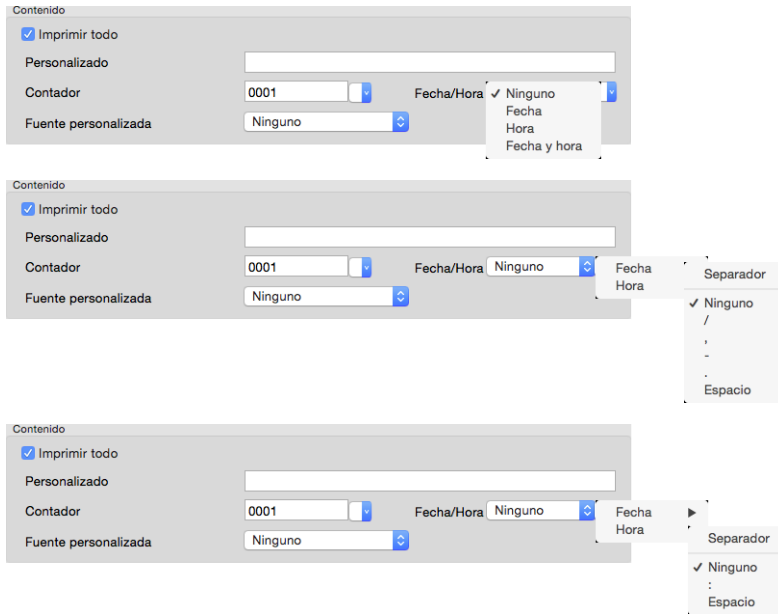 Contenido
Imprimir todo
Personalizado
Contador 0001 Fecha/Hora Ninguno
Fecha
Hora
Fecha y hora
Fuente personalizada Ninguno
Contenido
Imprimir todo
Personalizado
Contador 0001 Fecha/Hora Ninguno Fecha
Hora
Fuente personalizada Ninguno
Separador
Ninguno
/
,
-
.
Espacio
Contenido
Imprimir todo
Personalizado
Contador 0001 Fecha/Hora Ninguno Fecha
Hora
Fuente personalizada Ninguno
Separador
Ninguno
:
Espacio